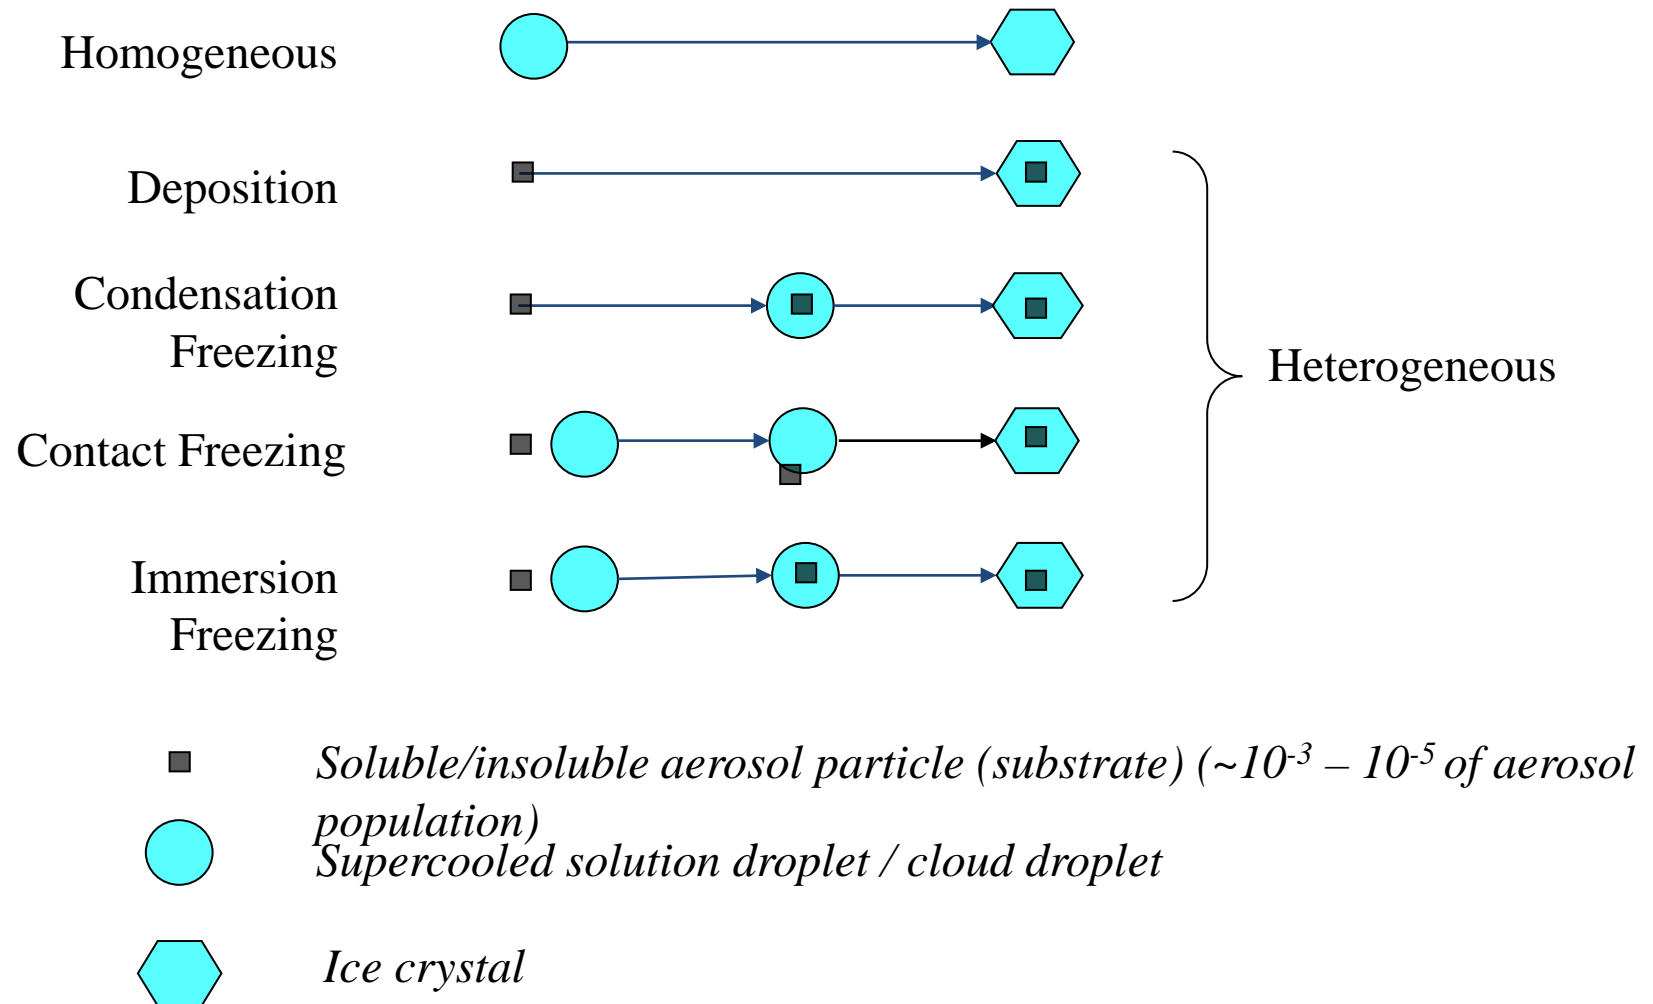 Homogeneous
Deposition
Condensation
Freezing
Heterogeneous
Contact Freezing
Immersion
Freezing
Soluble/insoluble aerosol particle (substrate) (~10⁻³ – 10⁻⁵ of aerosol
population)
Supercooled solution droplet / cloud droplet
Ice crystal